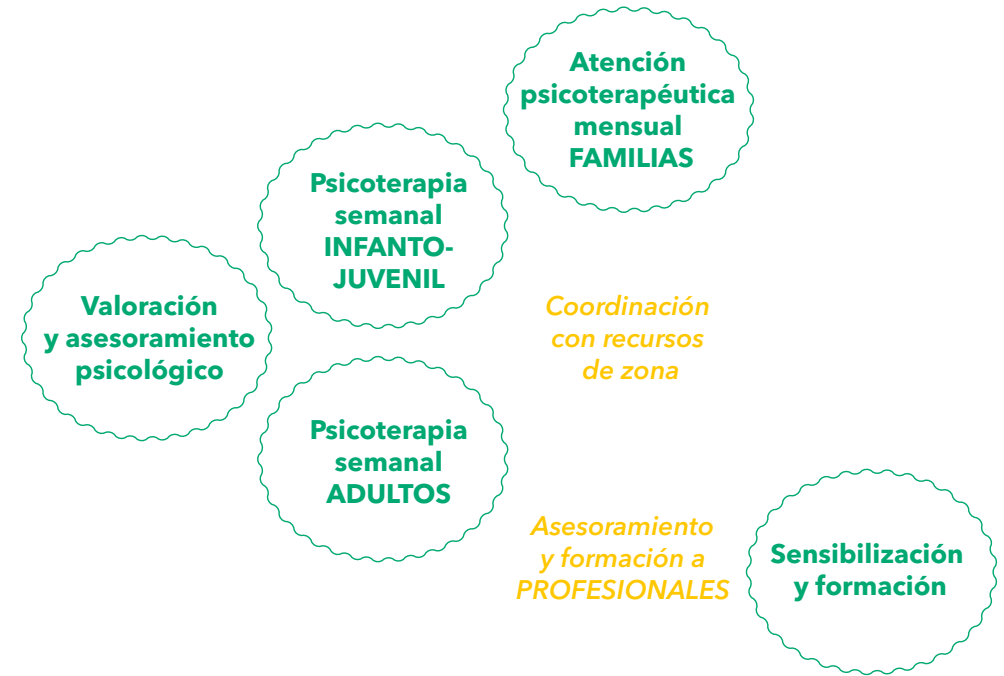 Atención
psicoterapéutica
mensual
FAMILIAS
Psicoterapia
semanal
INFANTO-
JUVENIL
Valoración
y asesoramiento
psicológico
Coordinación
con recursos
de zona
Psicoterapia
semanal
ADULTOS
Asesoramiento
y formación a
PROFESIONALES
Sensibilización
y formación